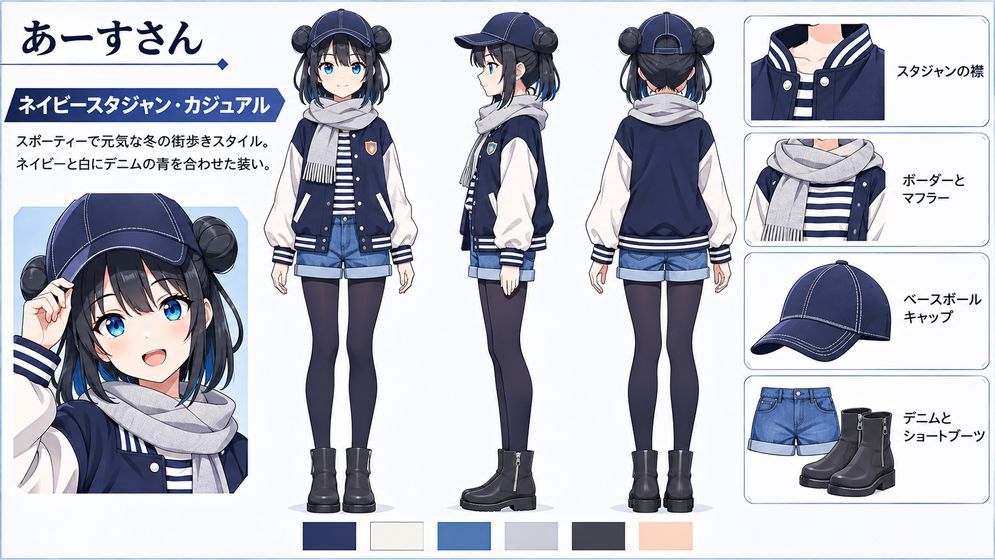 あーすさん
ネイビースタジャン・カジュアル
スポーティーで元気な冬の街歩きスタイル。
ネイビーと白にデニムの青を合わせた装い。
スタジャンの襟
ボーダーと
マフラー
ベースボール
キャップ
デニムと
ショートブーツ